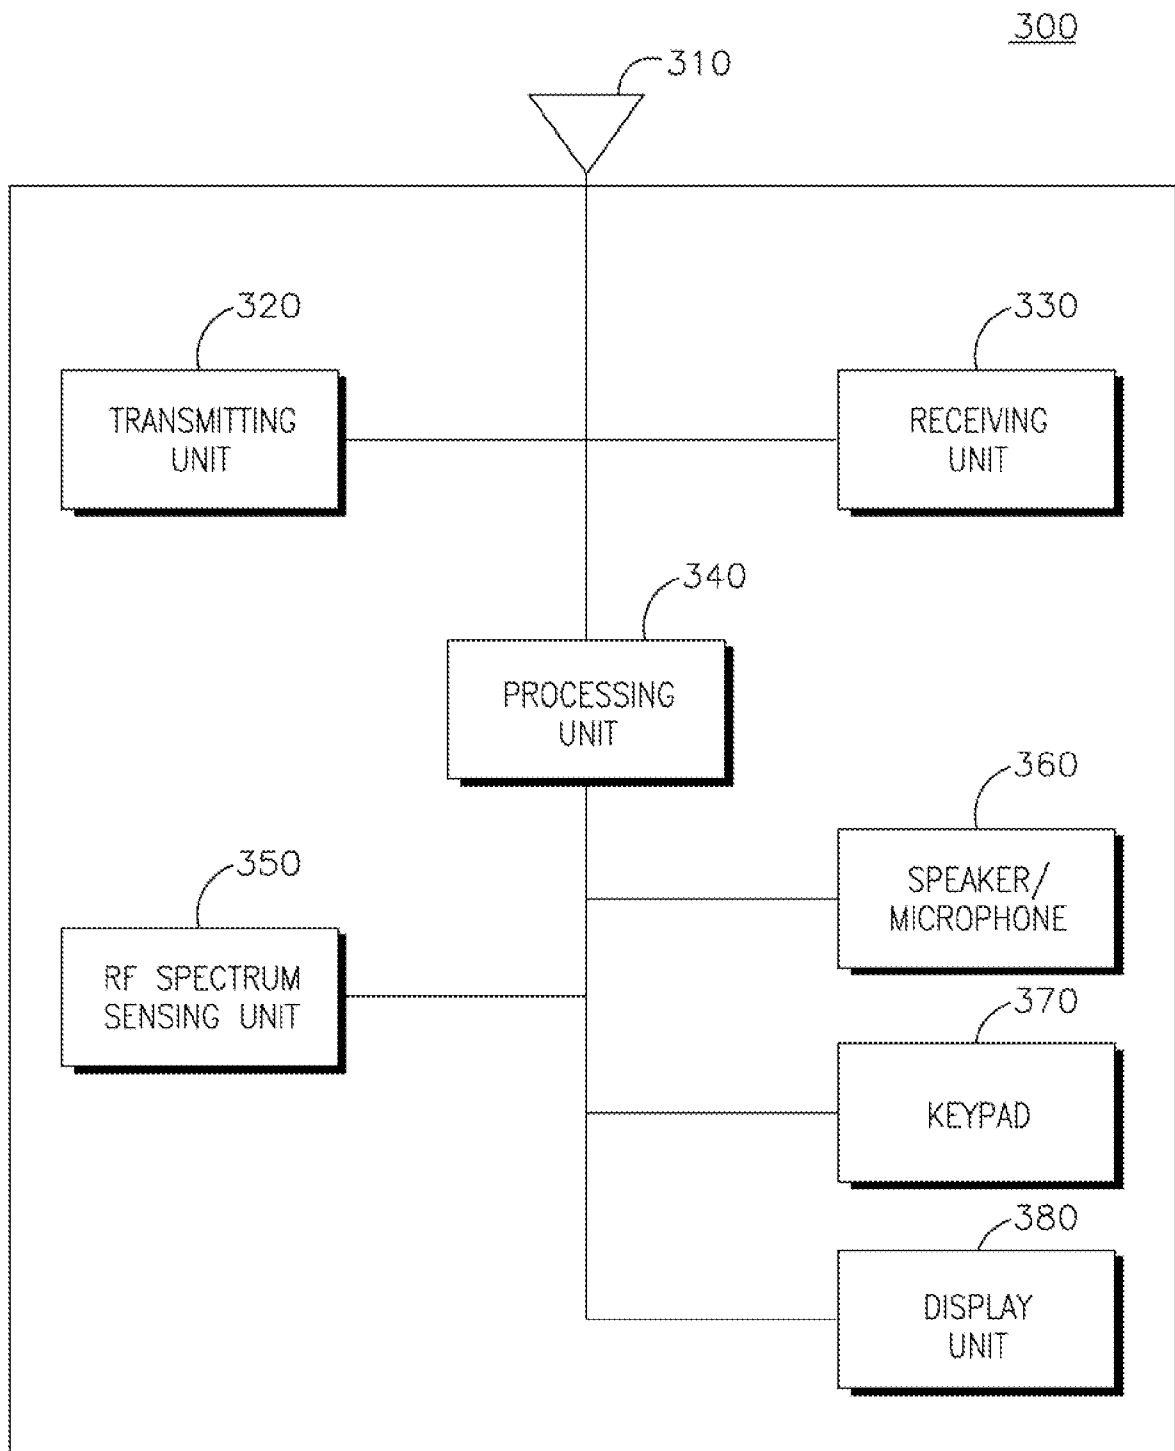 300
310
320
330
TRANSMITTING
UNIT
RECEIVING
UNIT
340
PROCESSING
UNIT
360
SPEAKER/
MICROPHONE
350
RF SPECTRUM
SENSING UNIT
370
KEYPAD
380
DISPLAY
UNIT